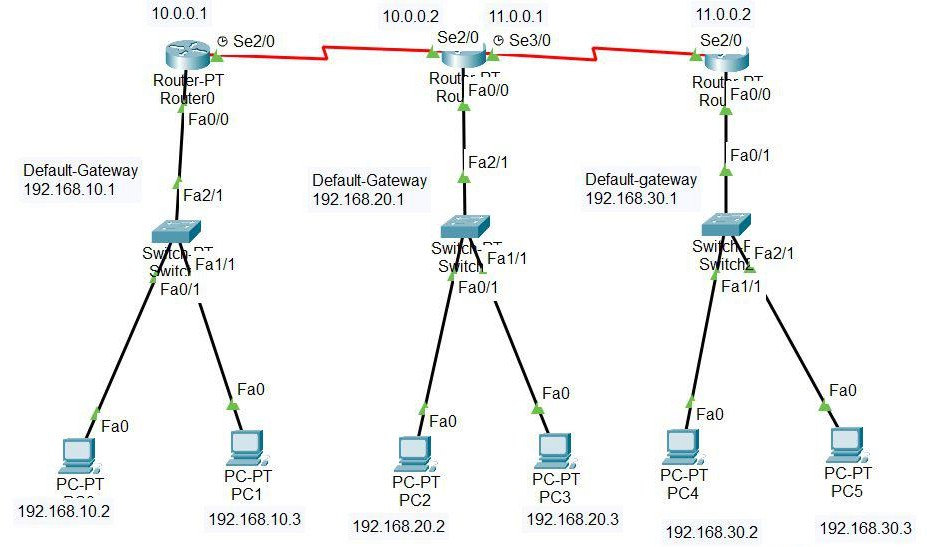 10.0.0.1
10.0.0.2
11.0.0.1
11.0.0.2
Se2/0
Se2/0
Se3/0
Se2/0
Router-PT
Router0
Fa0/0
Fa0/0
Fa0/0
Default-Gateway
192.168.10.1
Fa2/1
Default-Gateway
192.168.20.1
Fa2/1
Default-gateway
192.168.30.1
Fa0/1
Fa1/1
Fa0/1
Fa1/1
Fa0/1
Fa2/1
Fa1/1
Fa0
Fa0
Fa0
Fa0
Fa0
Fa0
PC-PT
192.168.10.2
PC-PT
PC1
192.168.10.3
PC-PT
PC2
192.168.20.2
PC-PT
PC3
192.168.20.3
PC-PT
PC4
192.168.30.2
PC-PT
PC5
192.168.30.3